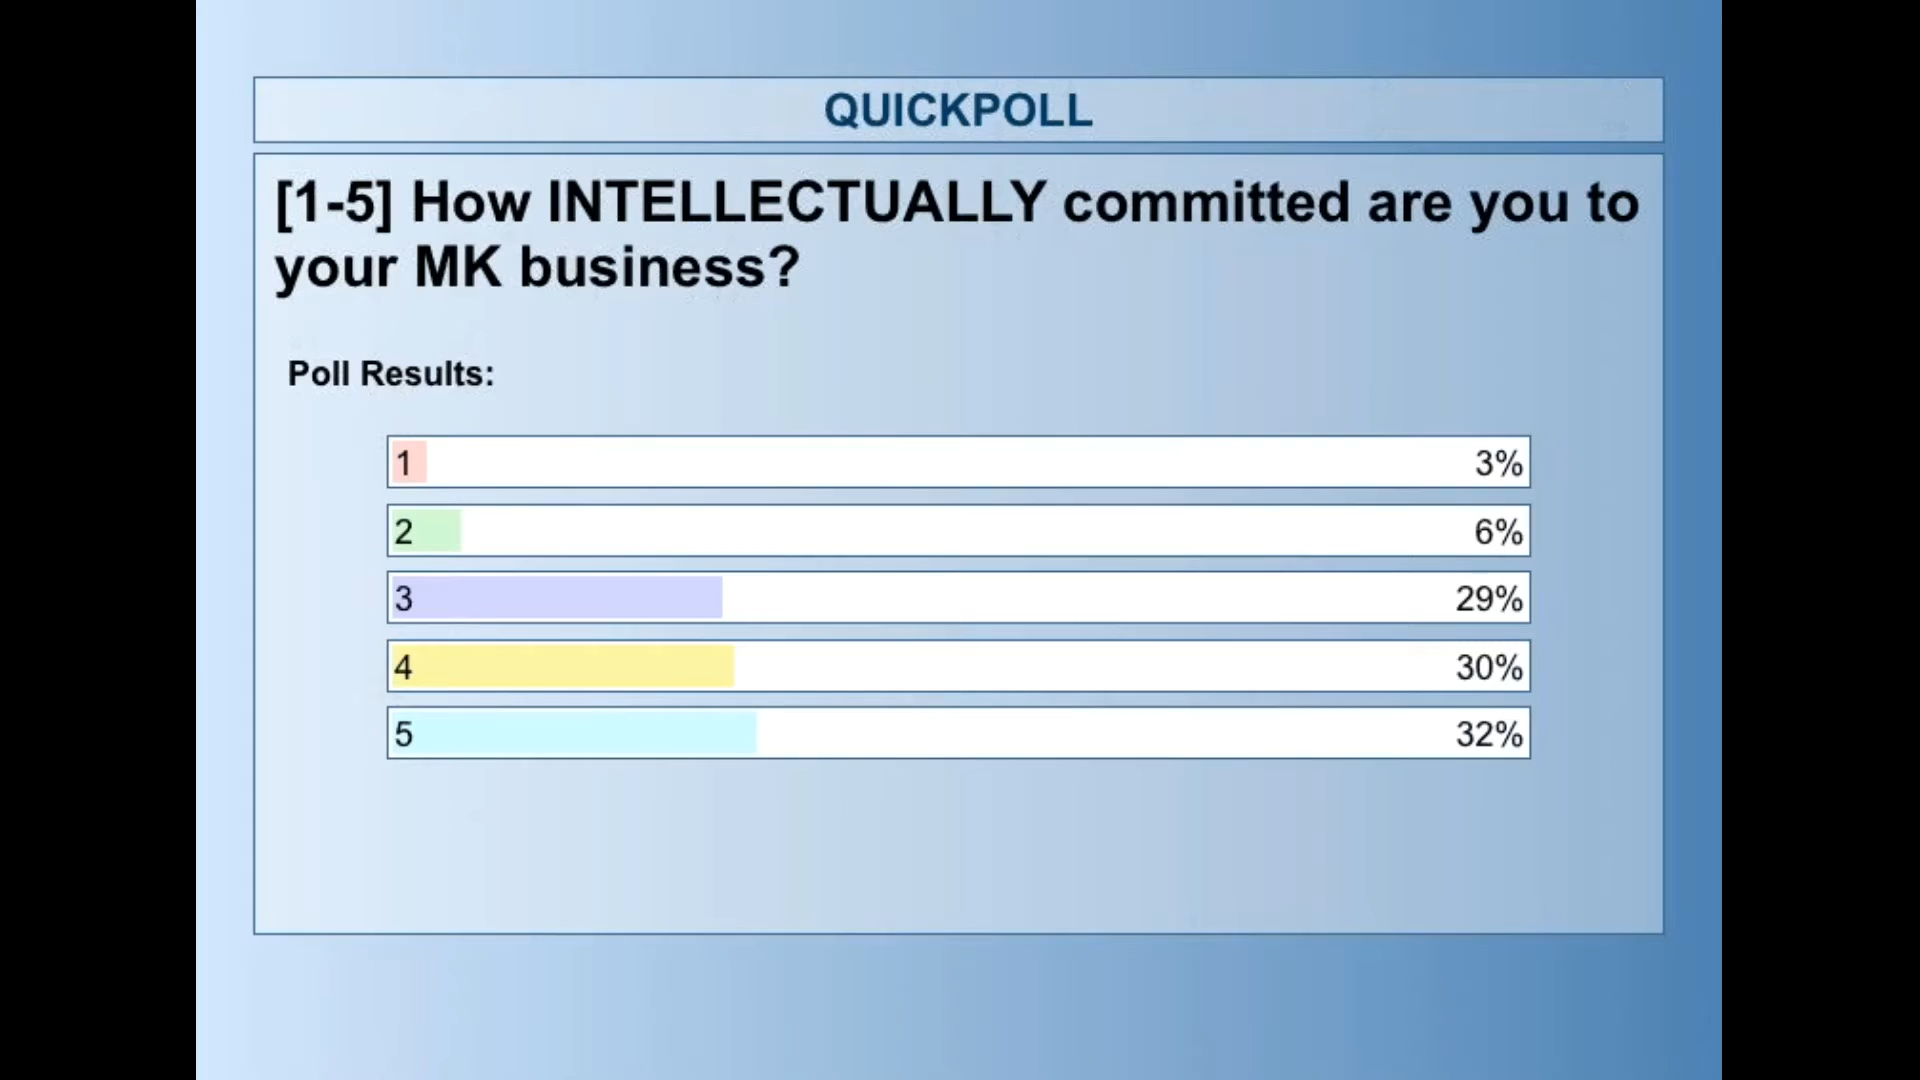 QUICKPOLL
[1-5] How INTELLECTUALLY committed are you to
your MK business?
Poll Results:
1 3%
2 6%
3 29%
4 30%
5 32%